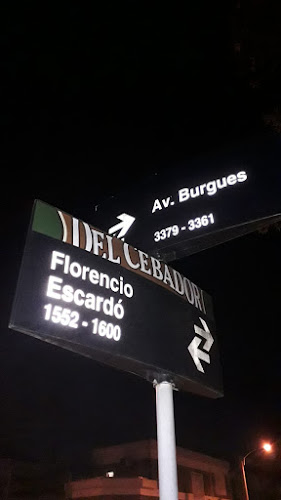 Av. Burgues
3379 - 3361
DEL CEBADOR
Florencio
Escardó
1552 - 1600